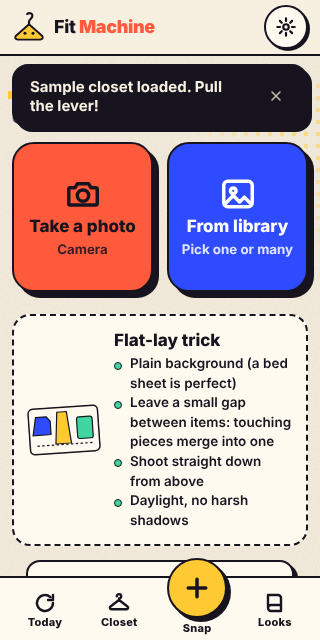 Fit Machine
Sample closet loaded. Pull
the lever!
Take a photo
Camera
From library
Pick one or many
Flat-lay trick
Plain background (a bed
sheet is perfect)
Leave a small gap
between items: touching
pieces merge into one
Shoot straight down
from above
Daylight, no harsh
shadows
Today
Closet
Snap
Looks